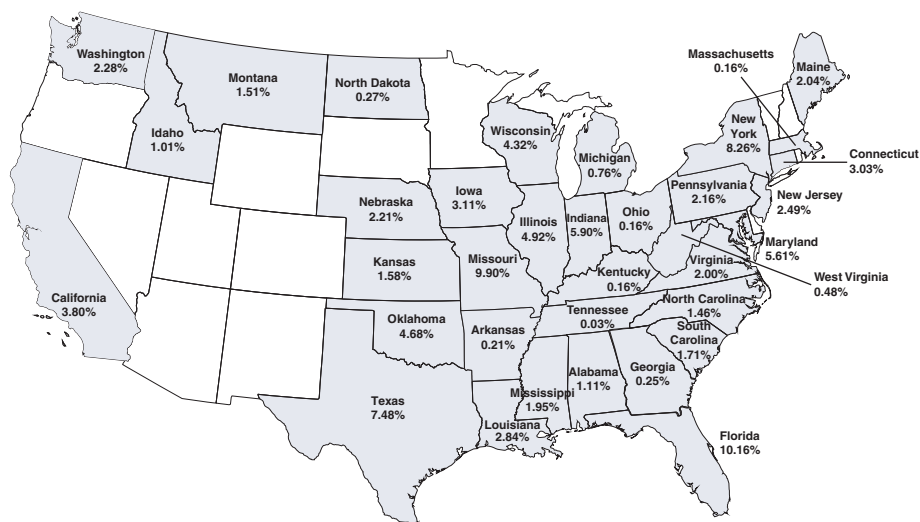 Washington
2.28%
Montana
1.51%
North Dakota
0.27%
Idaho
1.01%
Massachusetts
0.16%
Maine
2.04%
Wisconsin
4.32%
Michigan
0.76%
New
York
8.26%
Connecticut
3.03%
Nebraska
2.21%
Iowa
3.11%
Illinois
4.92%
Indiana
5.90%
Ohio
0.16%
Pennsylvania
2.16%
New Jersey
2.49%
Maryland
5.61%
Kansas
1.58%
Missouri
9.90%
Kentucky
0.16%
Virginia
2.00%
West Virginia
0.48%
California
3.80%
Oklahoma
4.68%
Arkansas
0.21%
Tennessee
0.03%
North Carolina
1.46%
South
Carolina
1.71%
Texas
7.48%
Louisiana
2.84%
Mississippi
1.95%
Alabama
1.11%
Georgia
0.25%
Florida
10.16%